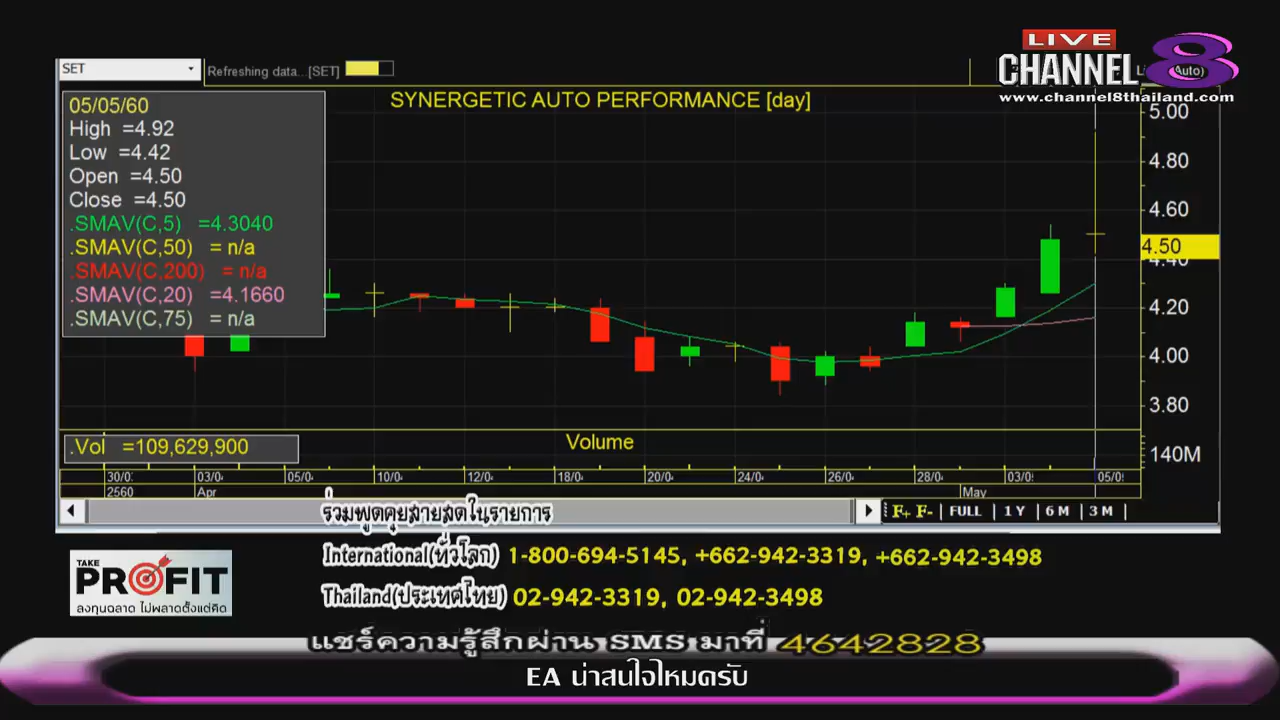 LIVE
CHANNEL 8
www.channel8thailand.com
SET
Refreshing data...[SET]
Auto)
SYNERGETIC AUTO PERFORMANCE [day]
05/05/60
High =4.92
Low =4.42
Open =4.50
Close =4.50
.SMAV(C,5) =4.3040
.SMAV(C,50) = n/a
.SMAV(C,200) = n/a
.SMAV(C,20) =4.1660
.SMAV(C,75) = n/a
5.00
4.80
4.60
4.50
4.40
4.20
4.00
3.80
.Vol =109,629,900
Volume
140M
30/0 03/0 05/0 10/0 12/0 18/0 20/0 24/0 26/0 28/0 03/0 05/0
2560 Apr May
F+ F- FULL 1 Y 6 M 3 M
ร่วมพูดคุยสายสดในรายการ
International(ทั่วโลก) 1-800-694-5145, +662-942-3319, +662-942-3498
Thailand(ประเทศไทย) 02-942-3319, 02-942-3498
TAKE
PROFIT
ลงทุนฉลาด ไม่พลาดตั้งแต่คิด
แชร์ความรู้สึกผ่าน SMS มาที่ 4642828
EA น่าสนใจไหมครับ